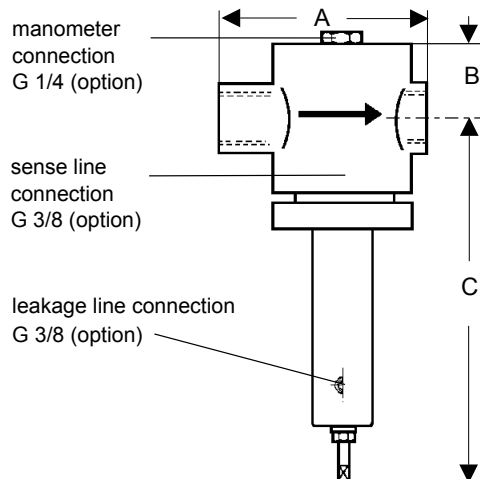 manometer
connection
G 1/4 (option)
A
B
sense line
connection
G 3/8 (option)
C
leakage line connection
G 3/8 (option)